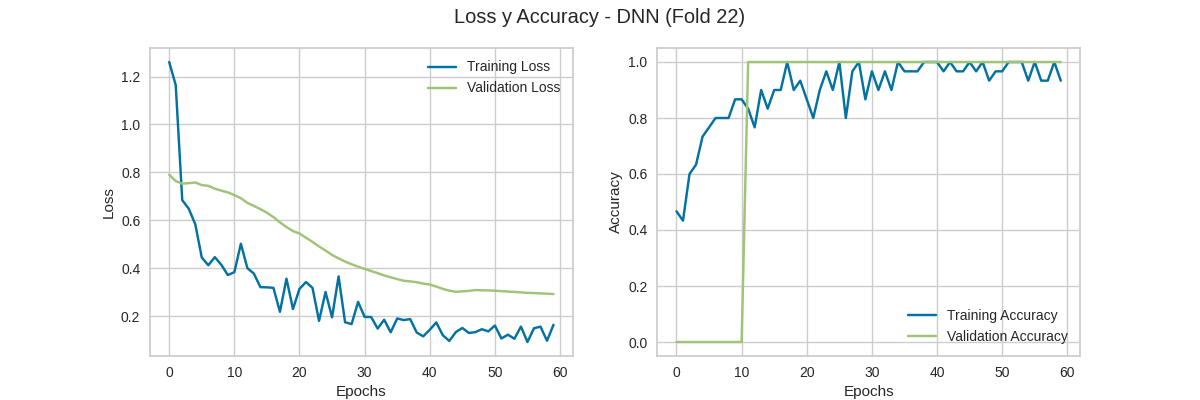 Loss y Accuracy - DNN (Fold 22)
Loss
1.2
1.0
0.8
0.6
0.4
0.2
Training Loss
Validation Loss
0 10 20 30 40 50 60
Epochs
Accuracy
1.0
0.8
0.6
0.4
0.2
0.0
Training Accuracy
Validation Accuracy
0 10 20 30 40 50 60
Epochs